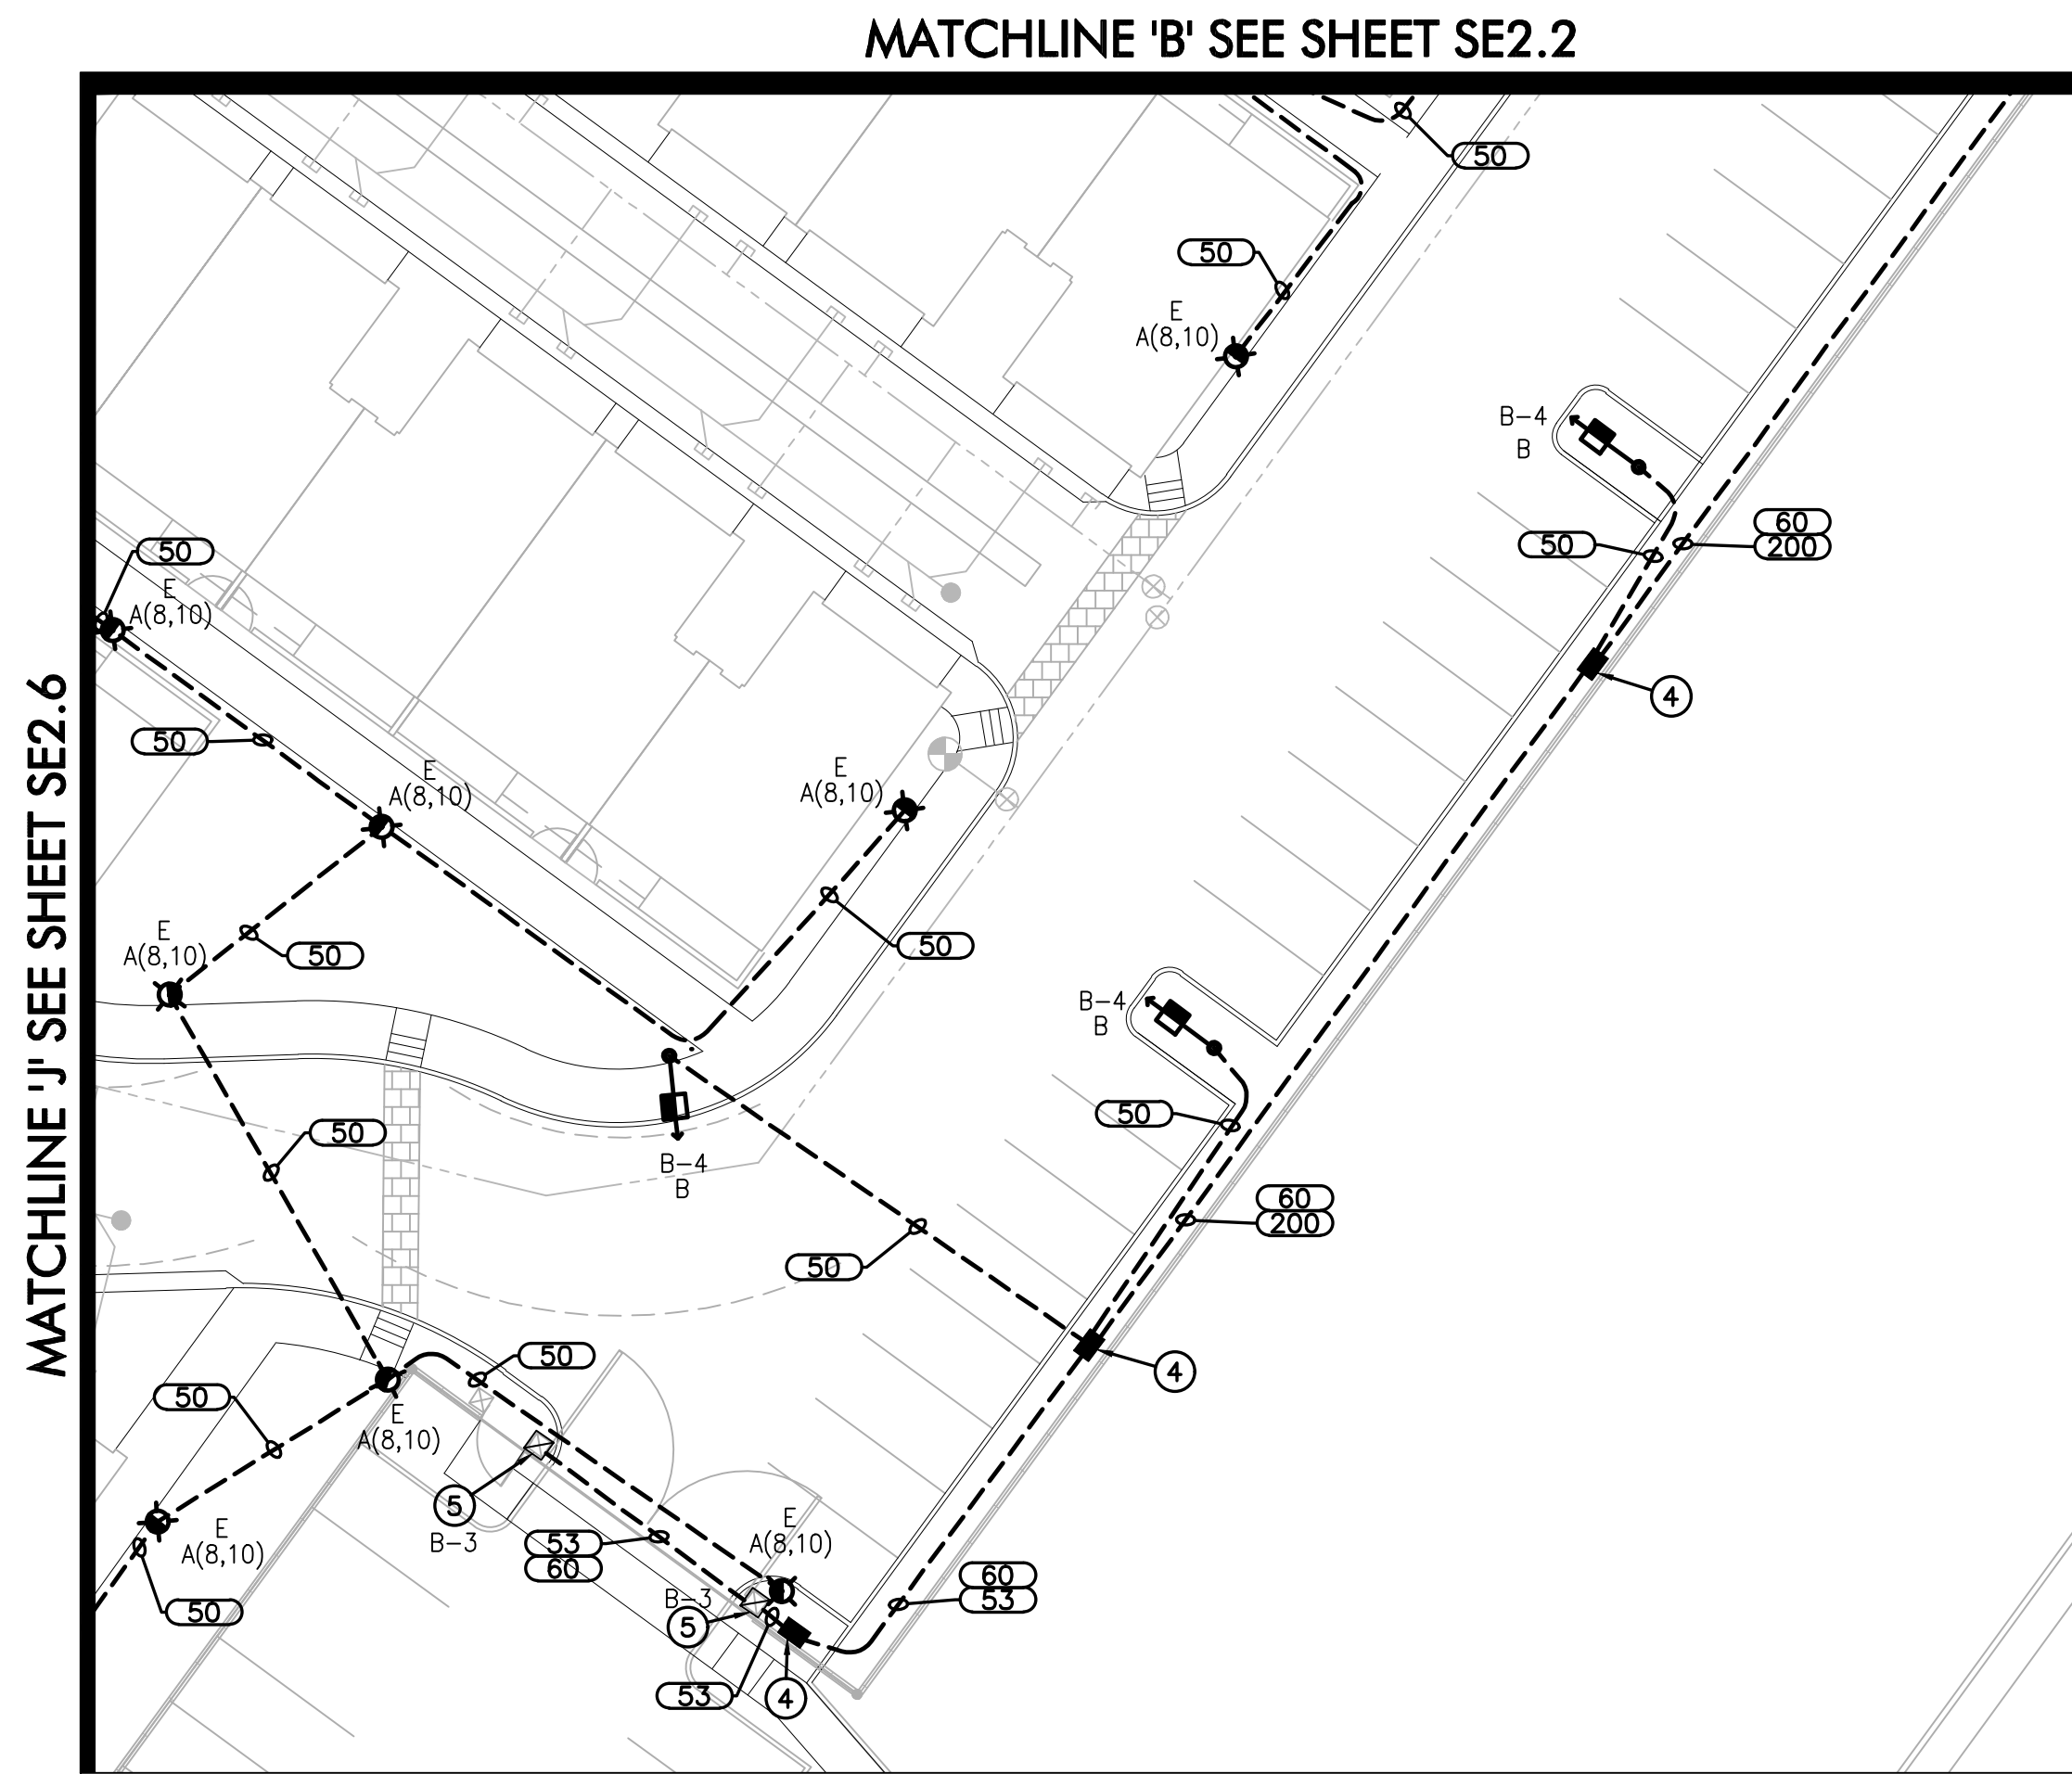 MATCHLINE 'B' SEE SHEET SE2.2
MATCHLINE 'J' SEE SHEET SE2.6
50
50
E
A(8,10)
B-4
B
60
200
50
50
E
A(8,10)
4
50
E
A(8,10)
E
A(8,10)
E
A(8,10)
50
50
B-4
B
50
50
B-4
B
60
200
50
50
4
50
E
A(8,10)
5
B-3
E
A(8,10)
53
60
E
A(8,10)
60
53
50
B-3
5
53
4